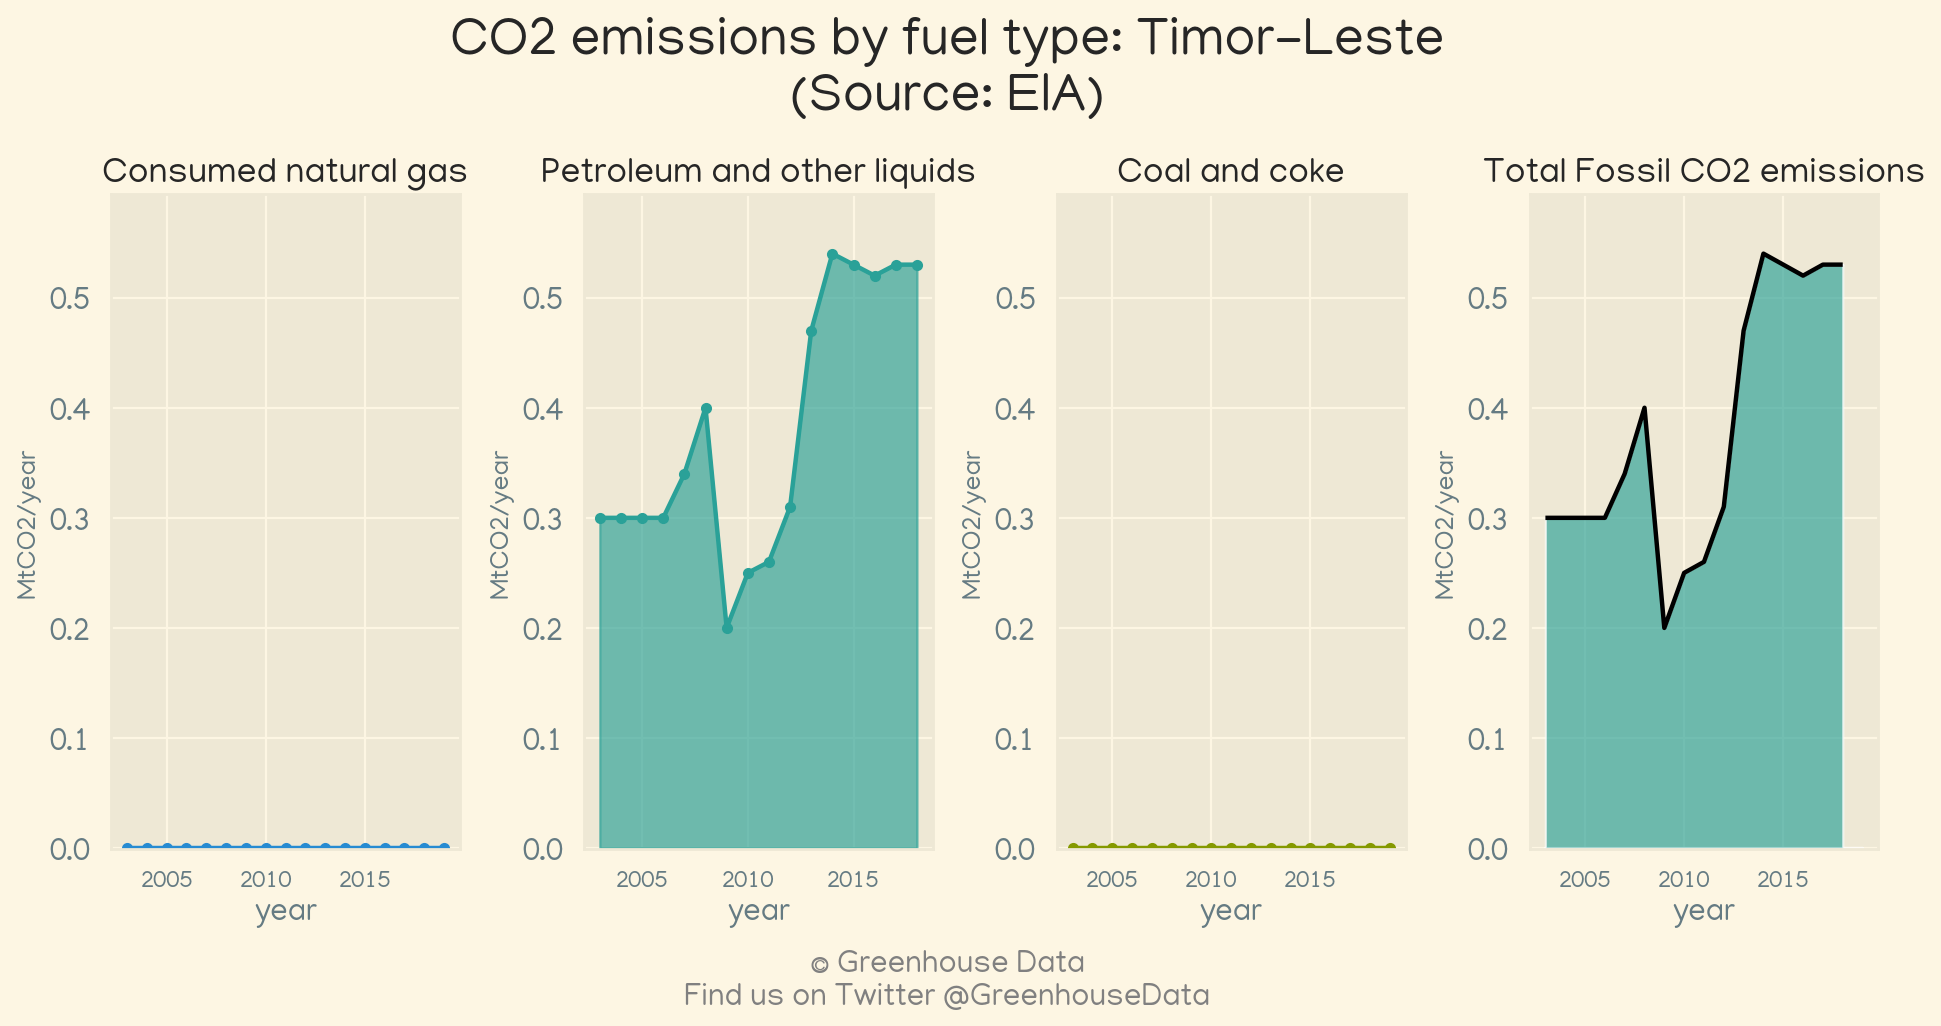 CO2 emissions by fuel type: Timor-Leste
(Source: EIA)
Consumed natural gas
MtCO2/year
0.5
0.4
0.3
0.2
0.1
0.0
2005 2010 2015
year
Petroleum and other liquids
MtCO2/year
0.5
0.4
0.3
0.2
0.1
0.0
2005 2010 2015
year
Coal and coke
MtCO2/year
0.5
0.4
0.3
0.2
0.1
0.0
2005 2010 2015
year
Total Fossil CO2 emissions
MtCO2/year
0.5
0.4
0.3
0.2
0.1
0.0
2005 2010 2015
year
© Greenhouse Data
Find us on Twitter @GreenhouseData